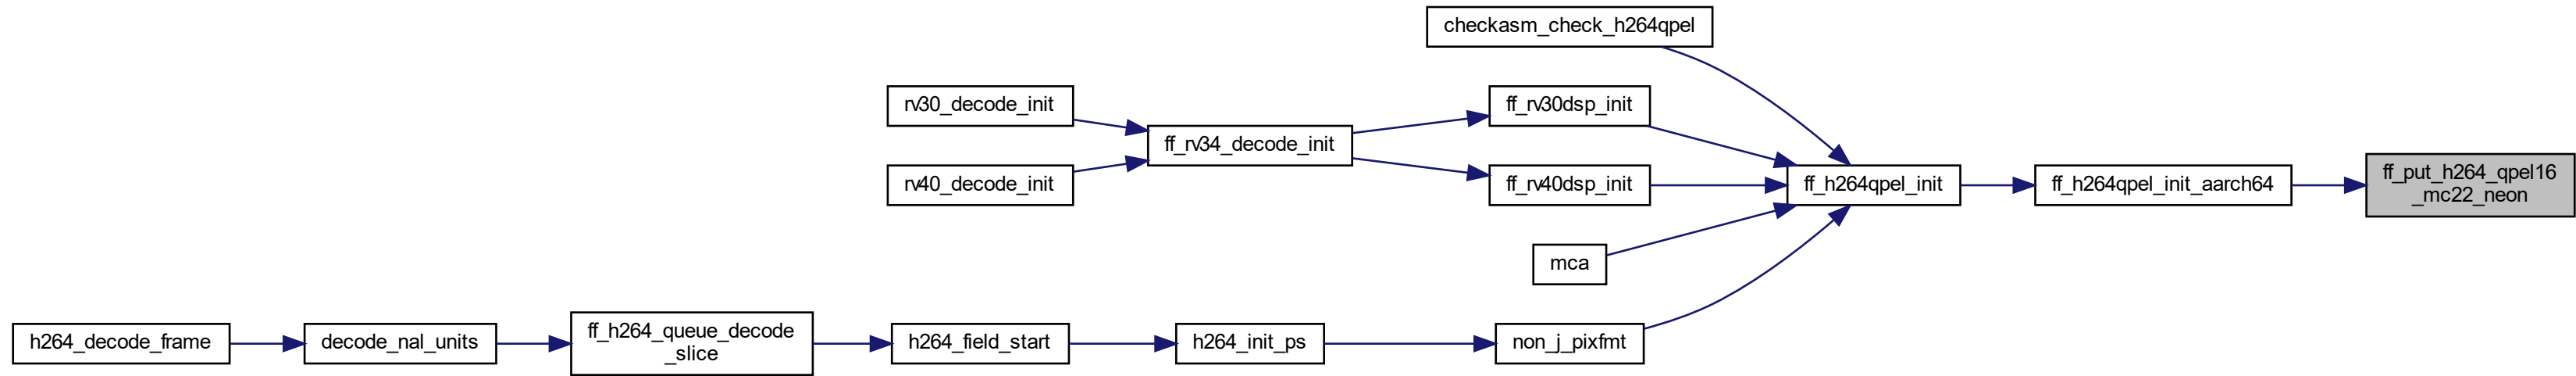 checkasm_check_h264qpel
rv30_decode_init
ff_rv30dsp_init
ff_rv34_decode_init
rv40_decode_init
ff_rv40dsp_init
ff_h264qpel_init
ff_h264qpel_init_aarch64
ff_put_h264_qpel16
_mc22_neon
mca
h264_decode_frame
decode_nal_units
ff_h264_queue_decode
_slice
h264_field_start
h264_init_ps
non_j_pixfmt